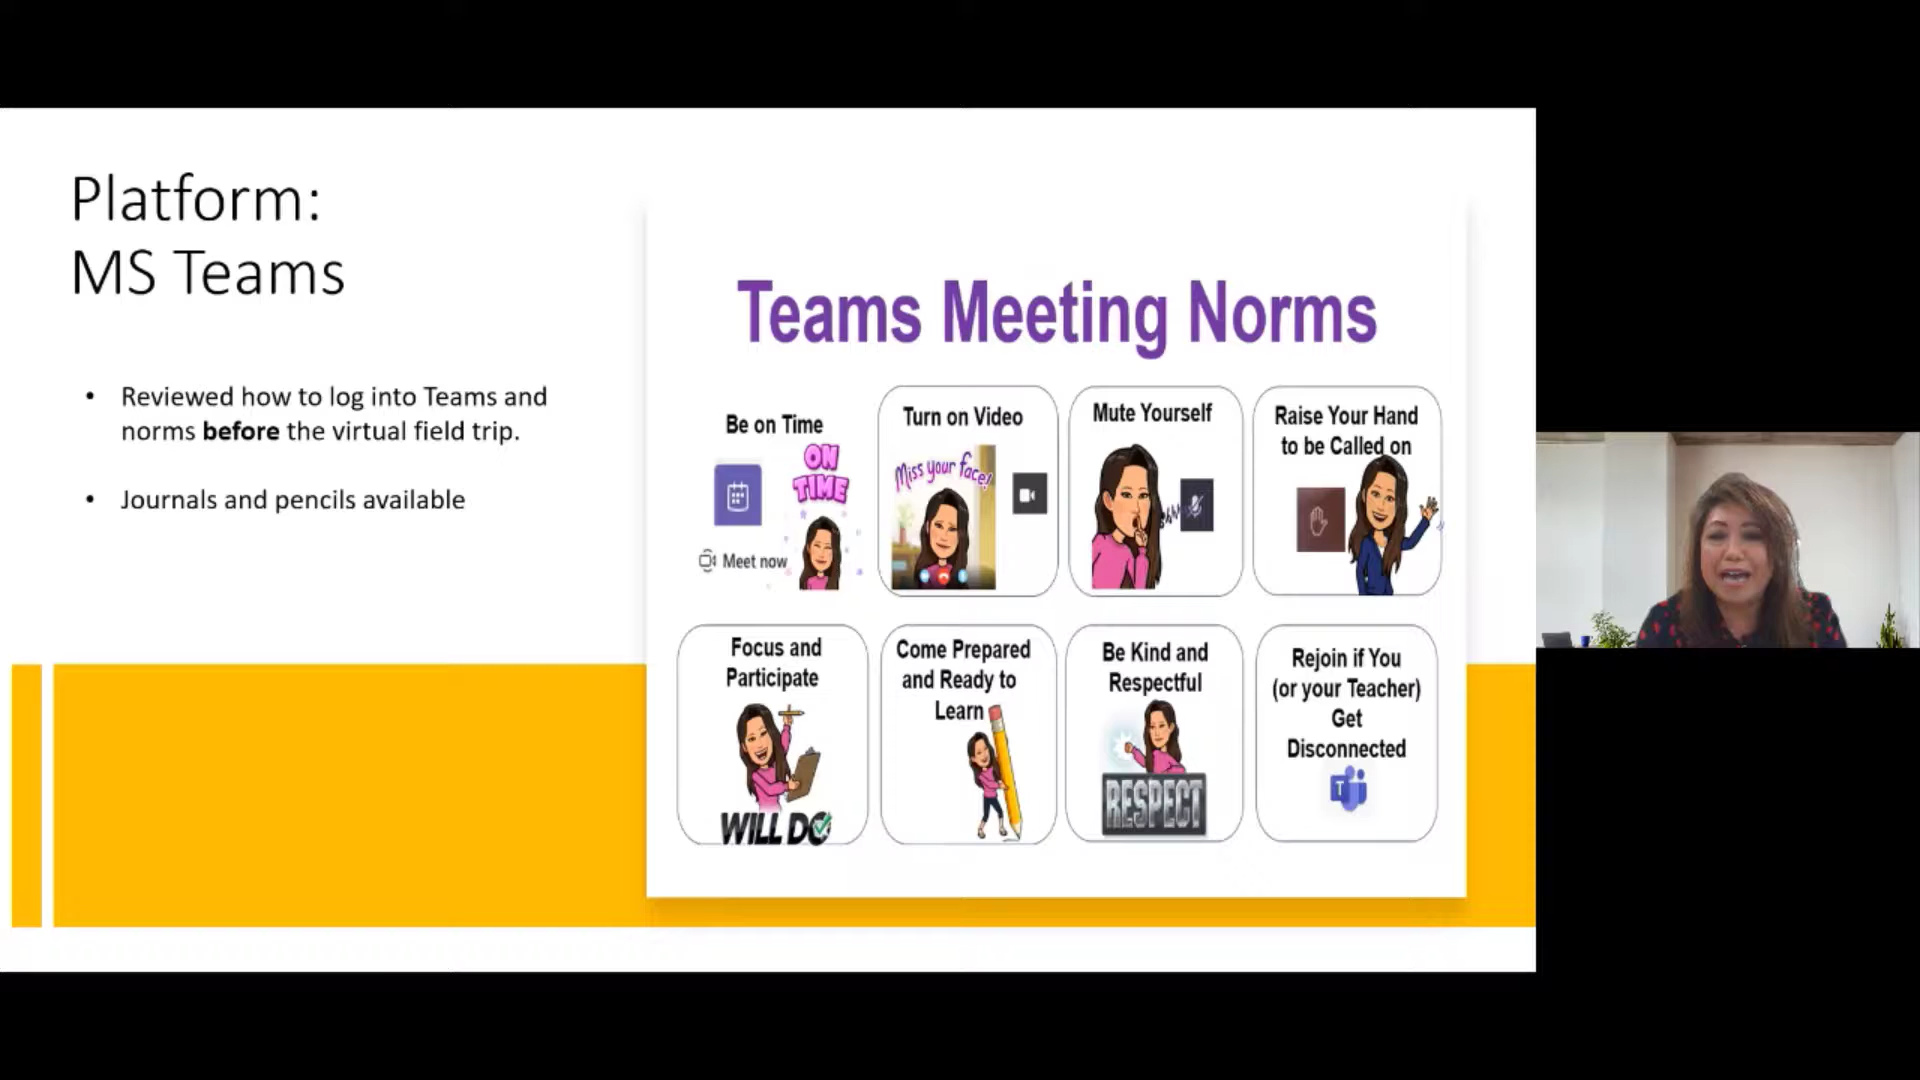 Platform:
MS Teams
• Reviewed how to log into Teams and
norms before the virtual field trip.
• Journals and pencils available
Teams Meeting Norms
Be on Time
ON
TIME
Meet now
Turn on Video
Miss your face!
Mute Yourself
Raise Your Hand
to be Called on
Focus and
Participate
WILL DO
Come Prepared
and Ready to
Learn
Be Kind and
Respectful
RESPECT
Rejoin if You
(or your Teacher)
Get
Disconnected
T